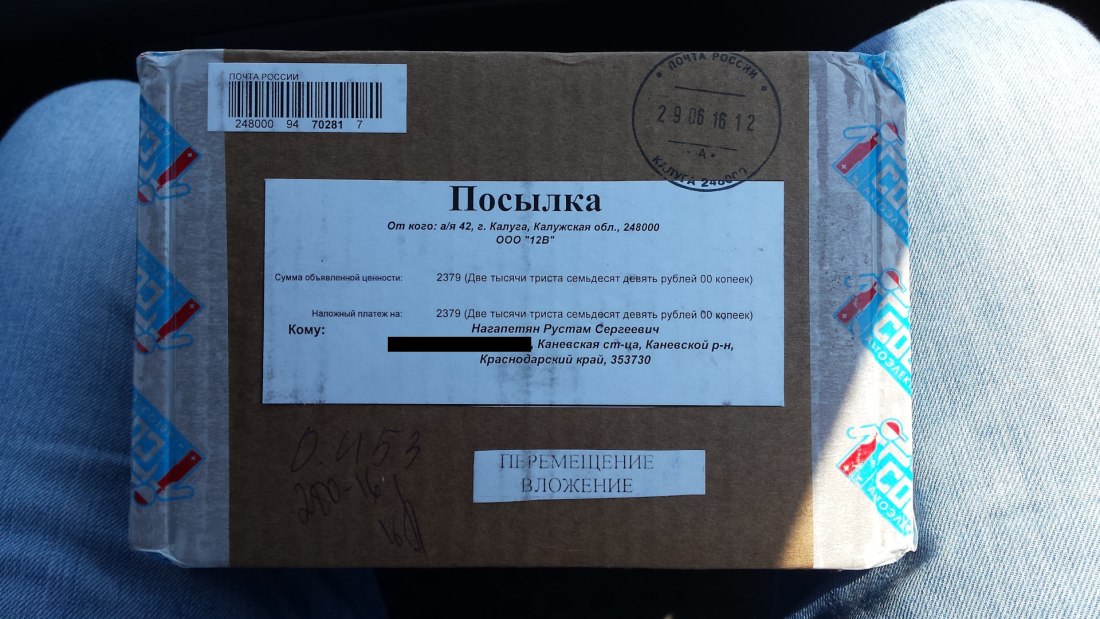 ПОЧТА РОССИИ
248000 94 70281 7
ПОЧТА РОССИИ
29 06 16 12
А
КАЛУГА 248000
Посылка
От кого: а/я 42, г. Калуга, Калужская обл., 248000
ООО "12В"
Сумма объявленной ценности: 2379 (Две тысячи триста семьдесят девять рублей 00 копеек)
Наложный платеж на: 2379 (Две тысячи триста семьдесят девять рублей 00 копеек)
Кому: Нагапетян Рустам Сергеевич
, Каневская ст-ца, Каневской р-н,
Краснодарский край, 353730
0.453
280-16
ПЕРЕМЕЩЕНИЕ
ВЛОЖЕНИЕ